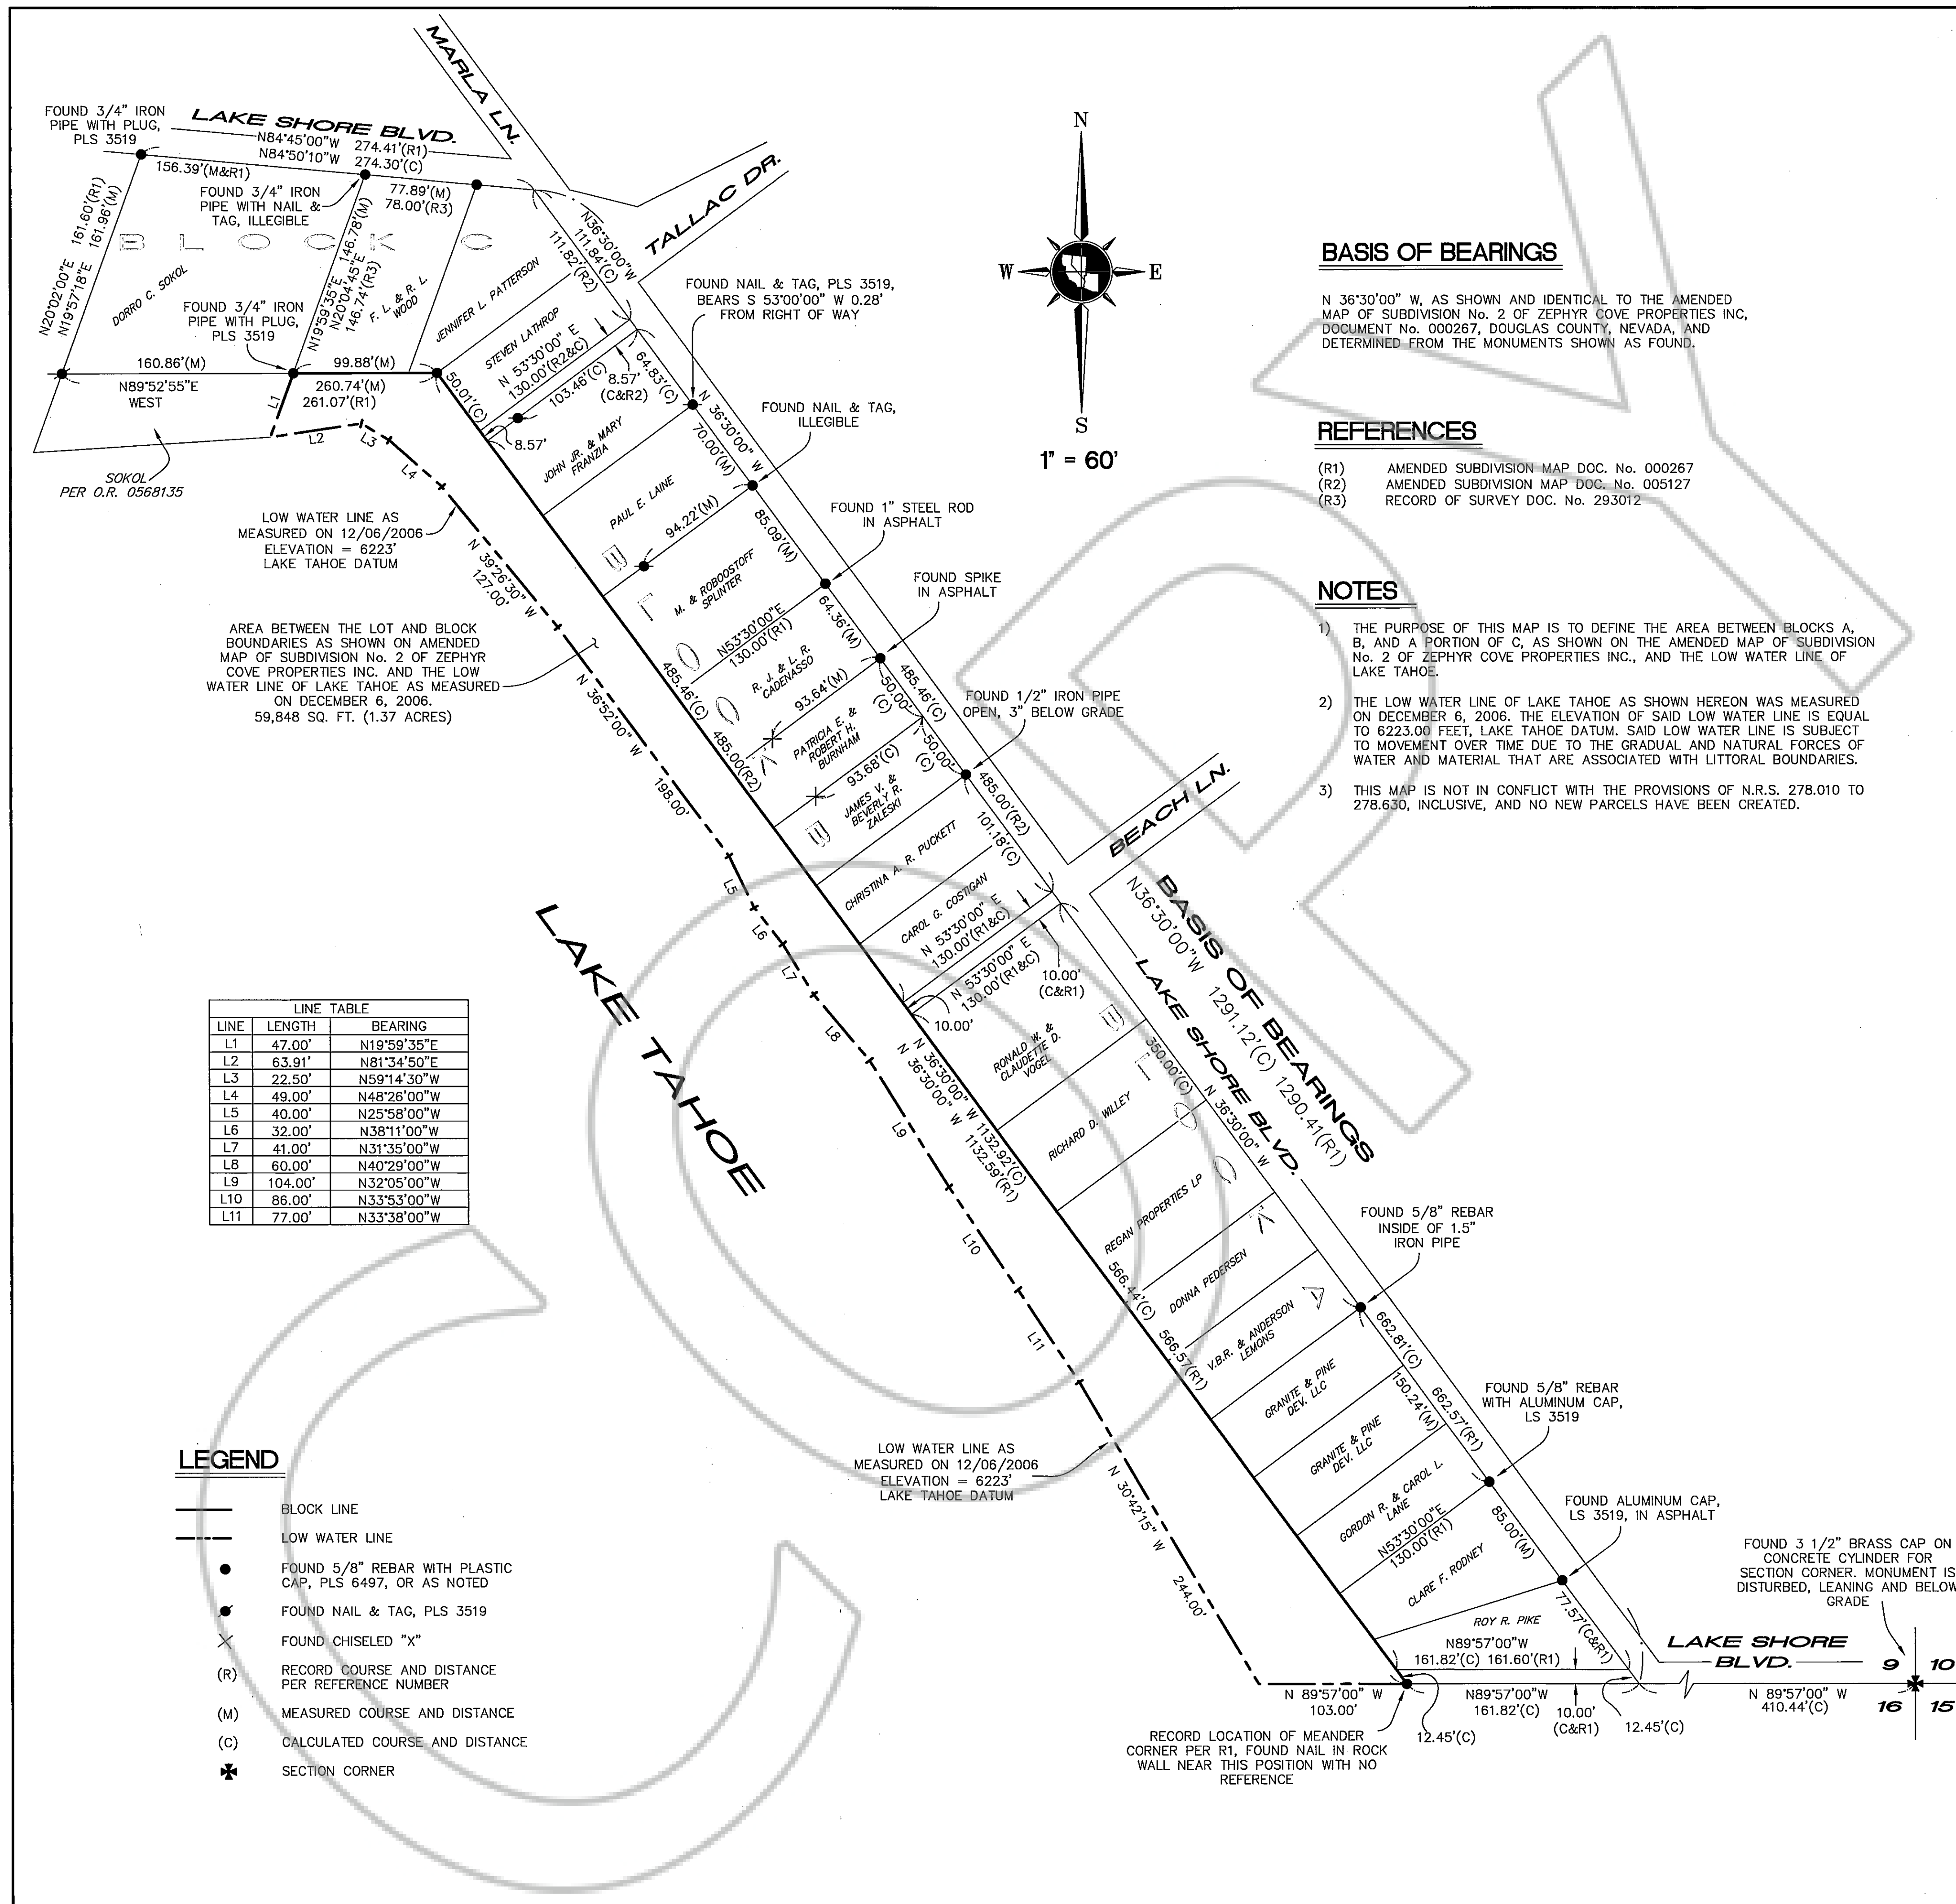 MARLA LN.
LAKE SHORE BLVD.
N84°45'00"W 274.41'(R1)
N84°50'10"W 274.30'(C)
FOUND 3/4" IRON
PIPE WITH PLUG,
PLS 3519
156.39'(M&R1)
FOUND 3/4" IRON
PIPE WITH NAIL &
TAG, ILLEGIBLE
77.89'(M)
78.00'(R3)
N20°02'00"E 161.60'(R1)
N19°57'18"E 161.96'(M)
BLOCK C
DORRO C. SOKOL
N19°59'35"E 146.78'(M)
N20°04'45"E
146.74'(R3)
F. L. & R. L.
WOOD
FOUND 3/4" IRON
PIPE WITH PLUG,
PLS 3519
160.86'(M)
99.88'(M)
N89°52'55"E
WEST
260.74'(M)
261.07'(R1)
L1
L2
L3
L4
SOKOL
PER O.R. 0568135
TALLAC DR.
N36°30'00"W
111.84'(C)
111.82'(R2)
JENNIFER L. PATTERSON
STEVEN LATHROP
N 53°30'00" E
130.00'(R2&C)
103.46'(C)
8.57'
(C&R2)
50.01'(C)
8.57'
64.83'(C)
FOUND NAIL & TAG, PLS 3519,
BEARS S 53°00'00" W 0.28'
FROM RIGHT OF WAY
N 36°30'00" W
JOHN JR. & MARY
FRANZIA
70.00'(M)
FOUND NAIL & TAG,
ILLEGIBLE
PAUL E. LAINE
94.22'(M)
85.09'(M)
FOUND 1" STEEL ROD
IN ASPHALT
M. & ROBOOSTOFF
SPLINTER
N53°30'00"E
130.00'(R1)
64.36'(M)
FOUND SPIKE
IN ASPHALT
R. J. & L. R.
CADENASSO
93.64'(M)
50.00'
(C)
485.46'(C)
BLOCK B
PATRICIA E. &
ROBERT H.
BURNHAM
93.68'(C)
50.00'
(C)
FOUND 1/2" IRON PIPE
OPEN, 3" BELOW GRADE
JAMES V. &
BEVERLY R.
ZALESKI
485.00'(R2)
CHRISTINA A. R. PUCKETT
101.18'(C)
CAROL G. COSTIGAN
N 53°30'00" E
130.00'(R1&C)
485.46'(C)
485.00'(R2)
BEACH LN.
N 53°30'00" E
130.00'(R1&C)
10.00'
(C&R1)
10.00'
LOW WATER LINE AS
MEASURED ON 12/06/2006
ELEVATION = 6223'
LAKE TAHOE DATUM
N 39°26'30" W
127.00'
AREA BETWEEN THE LOT AND BLOCK
BOUNDARIES AS SHOWN ON AMENDED
MAP OF SUBDIVISION No. 2 OF ZEPHYR
COVE PROPERTIES INC. AND THE LOW
WATER LINE OF LAKE TAHOE AS MEASURED
ON DECEMBER 6, 2006.
59,848 SQ. FT. (1.37 ACRES)
N 36°52'00" W
198.00'
L5
L6
L7
L8
L9
L10
L11
LAKE TAHOE
N
W
E
S
1" = 60'
BASIS OF BEARINGS
N 36°30'00" W, AS SHOWN AND IDENTICAL TO THE AMENDED
MAP OF SUBDIVISION No. 2 OF ZEPHYR COVE PROPERTIES INC,
DOCUMENT No. 000267, DOUGLAS COUNTY, NEVADA, AND
DETERMINED FROM THE MONUMENTS SHOWN AS FOUND.
REFERENCES
(R1) AMENDED SUBDIVISION MAP DOC. No. 000267
(R2) AMENDED SUBDIVISION MAP DOC. No. 005127
(R3) RECORD OF SURVEY DOC. No. 293012
NOTES
1) THE PURPOSE OF THIS MAP IS TO DEFINE THE AREA BETWEEN BLOCKS A,
B, AND A PORTION OF C, AS SHOWN ON THE AMENDED MAP OF SUBDIVISION
No. 2 OF ZEPHYR COVE PROPERTIES INC., AND THE LOW WATER LINE OF
LAKE TAHOE.
2) THE LOW WATER LINE OF LAKE TAHOE AS SHOWN HEREON WAS MEASURED
ON DECEMBER 6, 2006. THE ELEVATION OF SAID LOW WATER LINE IS EQUAL
TO 6223.00 FEET, LAKE TAHOE DATUM. SAID LOW WATER LINE IS SUBJECT
TO MOVEMENT OVER TIME DUE TO THE GRADUAL AND NATURAL FORCES OF
WATER AND MATERIAL THAT ARE ASSOCIATED WITH LITTORAL BOUNDARIES.
3) THIS MAP IS NOT IN CONFLICT WITH THE PROVISIONS OF N.R.S. 278.010 TO
278.630, INCLUSIVE, AND NO NEW PARCELS HAVE BEEN CREATED.
BASIS OF BEARINGS
N36°30'00"W 1291.12'(C) 1290.41(R1)
LAKE SHORE BLVD.
350.00'(C)
N 36°30'00" W
N 36°30'00" W 1132.92'(C)
N 36°30'00" W 1132.59'(R1)
RONALD W. &
CLAUDETTE D.
VOGEL
RICHARD D. WILLEY
REGAN PROPERTIES LP
DONNA PEDERSEN
V.B.R. & ANDERSON
LEMONS
BLOCK A
566.44'(C)
566.57'(R1)
FOUND 5/8" REBAR
INSIDE OF 1.5"
IRON PIPE
662.81'(C)
662.57'(R1)
GRANITE & PINE
DEV. LLC
150.24'(M)
GRANITE & PINE
DEV. LLC
FOUND 5/8" REBAR
WITH ALUMINUM CAP,
LS 3519
GORDON R. & CAROL L.
LANE
N53°30'00"E
130.00'(R1)
85.00'(M)
CLARE F. RODNEY
FOUND ALUMINUM CAP,
LS 3519, IN ASPHALT
ROY R. PIKE
77.57'(C&R1)
N89°57'00"W
161.82'(C) 161.60'(R1)
FOUND 3 1/2" BRASS CAP ON
CONCRETE CYLINDER FOR
SECTION CORNER. MONUMENT IS
DISTURBED, LEANING AND BELOW
GRADE
LAKE SHORE
BLVD.
9 10
16 15
N 89°57'00" W
410.44'(C)
N 89°57'00" W
103.00'
N89°57'00"W
161.82'(C)
10.00'
(C&R1)
12.45'(C)
12.45'(C)
RECORD LOCATION OF MEANDER
CORNER PER R1, FOUND NAIL IN ROCK
WALL NEAR THIS POSITION WITH NO
REFERENCE
LOW WATER LINE AS
MEASURED ON 12/06/2006
ELEVATION = 6223'
LAKE TAHOE DATUM
N 30°42'15" W
244.00'
LINE TABLE
LINE LENGTH BEARING
L1 47.00' N19°59'35"E
L2 63.91' N81°34'50"E
L3 22.50' N59°14'30"W
L4 49.00' N48°26'00"W
L5 40.00' N25°58'00"W
L6 32.00' N38°11'00"W
L7 41.00' N31°35'00"W
L8 60.00' N40°29'00"W
L9 104.00' N32°05'00"W
L10 86.00' N33°53'00"W
L11 77.00' N33°38'00"W
LEGEND
BLOCK LINE
LOW WATER LINE
FOUND 5/8" REBAR WITH PLASTIC
CAP, PLS 6497, OR AS NOTED
FOUND NAIL & TAG, PLS 3519
FOUND CHISELED "X"
(R) RECORD COURSE AND DISTANCE
PER REFERENCE NUMBER
(M) MEASURED COURSE AND DISTANCE
(C) CALCULATED COURSE AND DISTANCE
SECTION CORNER
COPY